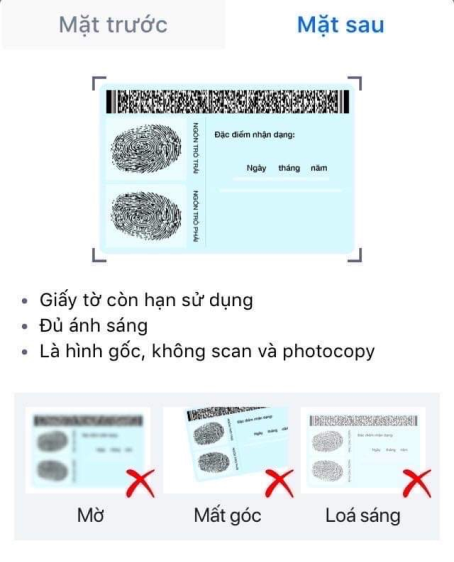 Mặt trước
Mặt sau
NGÓN TRỎ TRÁI
Đặc điểm nhận dạng:
Ngày tháng năm
NGÓN TRỎ PHẢI
Giấy tờ còn hạn sử dụng
Đủ ánh sáng
Là hình gốc, không scan và photocopy
Mờ
Mất góc
Loá sáng